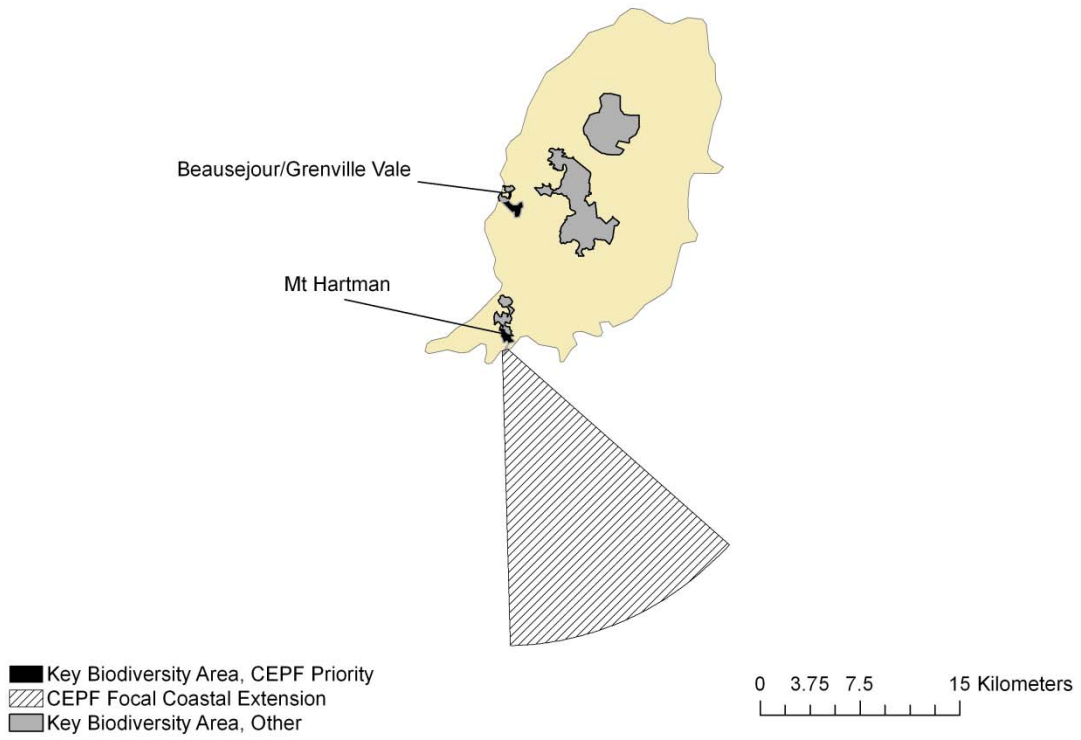 Beausejour/Grenville Vale
Mt Hartman
Key Biodiversity Area, CEPF Priority
CEPF Focal Coastal Extension
Key Biodiversity Area, Other
0 3.75 7.5 15 Kilometers